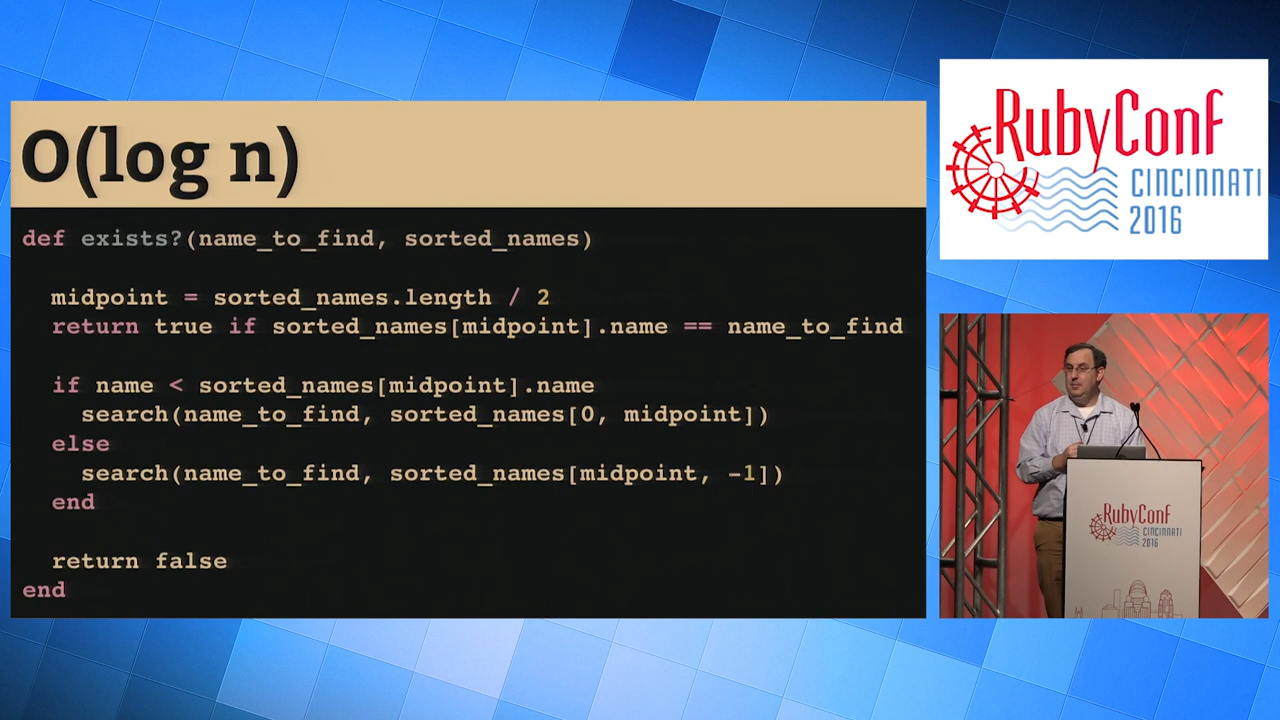 O(log n)
def exists?(name_to_find, sorted_names)
midpoint = sorted_names.length / 2
return true if sorted_names[midpoint].name == name_to_find
if name < sorted_names[midpoint].name
search(name_to_find, sorted_names[0, midpoint])
else
search(name_to_find, sorted_names[midpoint, -1])
end
return false
end
RubyConf
CINCINNATI
2016
RubyConf
CINCINNATI
2016